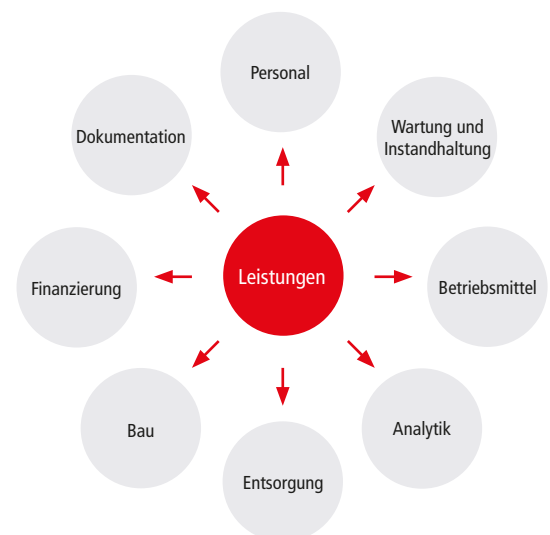 Personal
Dokumentation
Wartung und
Instandhaltung
Leistungen
Finanzierung
Betriebsmittel
Bau
Analytik
Entsorgung